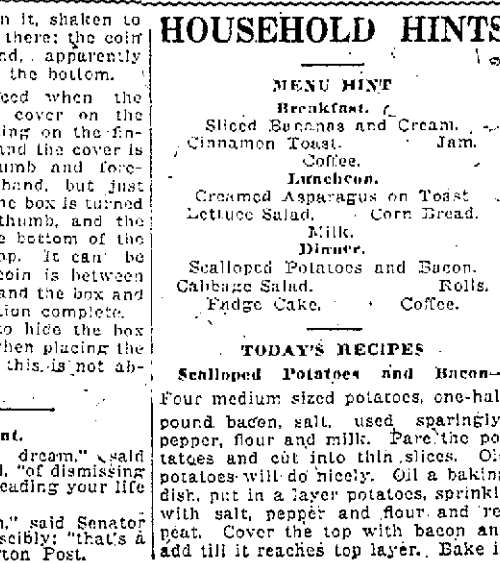 n it, shaken to
there; the coin
nd, apparently
the bottom.
ced when the
cover on the
ing on the fin-
and the cover is
umb and fore-
hand, but just
he box is turned
thumb, and the
e bottom of the
op. It can be
coin is between
and the box and
tion complete.
to hide the box
when placing the
this is not ab-
nt.
dream," said
l, "of dismissing
eading your life
n," said Senator
scibly; "that's a
ton Post.
HOUSEHOLD HINTS
MENU HINT
Breakfast.
Sliced Bananas and Cream.
Cinnamon Toast. Jam.
Coffee.
Luncheon.
Creamed Asparagus on Toast
Lettuce Salad. Corn Bread.
Milk.
Dinner.
Scalloped Potatoes and Bacon.
Cabbage Salad. Rolls.
Fudge Cake. Coffee.
TODAY'S RECIPES
Scalloped Potatoes and Bacon—
Four medium sized potatoes, one-hal
pound bacon, salt, used sparingly
pepper, flour and milk. Pare the po
tatoes and cut into thin slices. Ol
potatoes will do nicely. Oil a bakin
dish, put in a layer potatoes, sprinkl
with salt, pepper and flour and re
peat. Cover the top with bacon an
add till it reaches top layer. Bake i